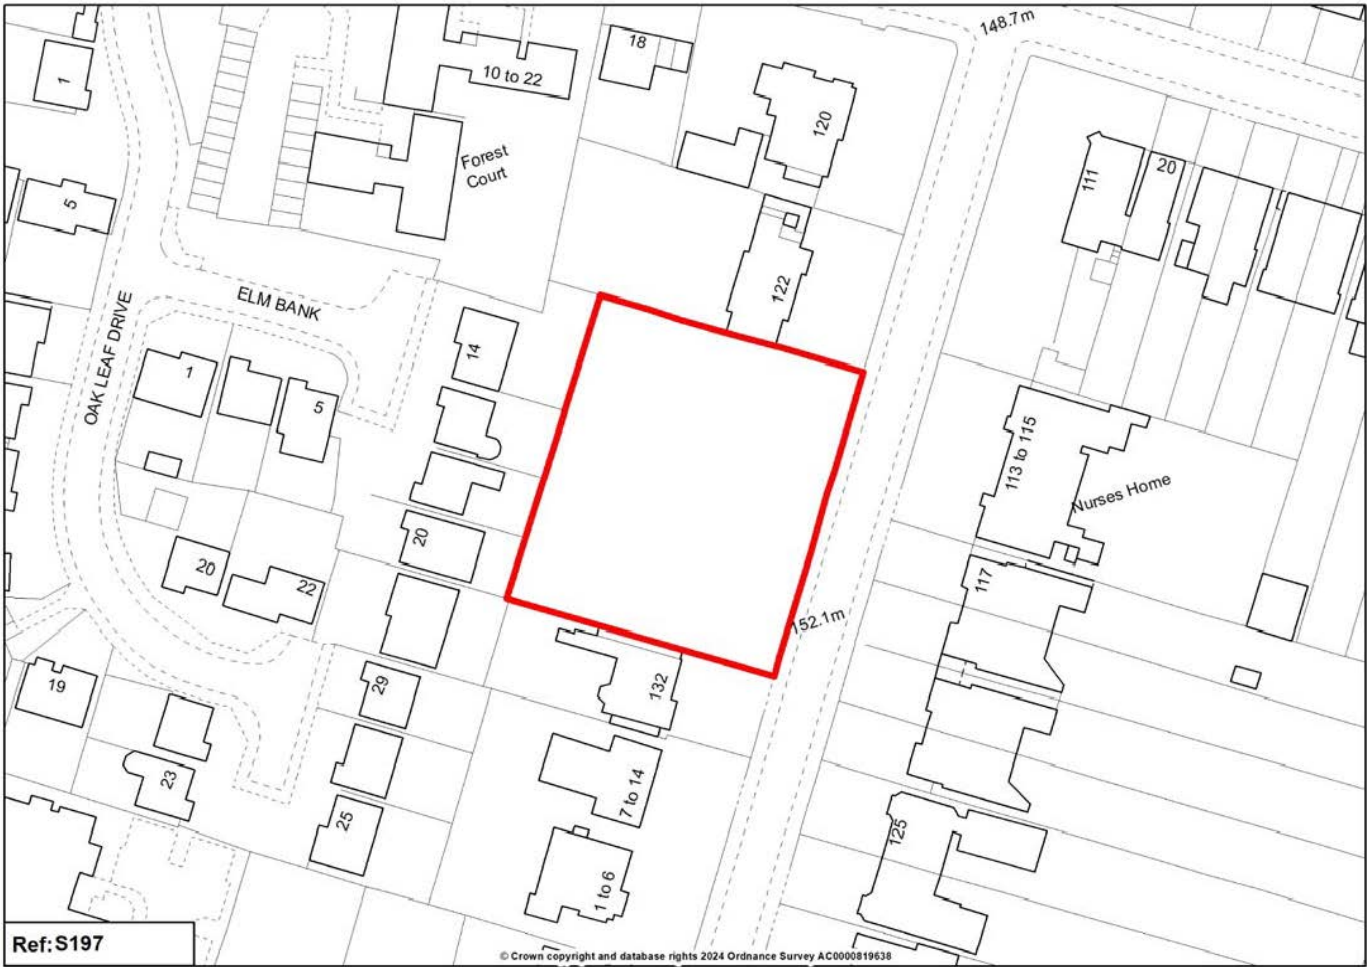 148.7m
18
1
10 to 22
120
Forest
Court
111
20
5
122
ELM BANK
OAK LEAF DRIVE
14
1
5
113 to 115
Nurses Home
20
20
22
117
152.1m
19
29
132
23
7 to 14
25
125
1 to 6
Ref:S197
© Crown copyright and database rights 2024 Ordnance Survey AC0000819638